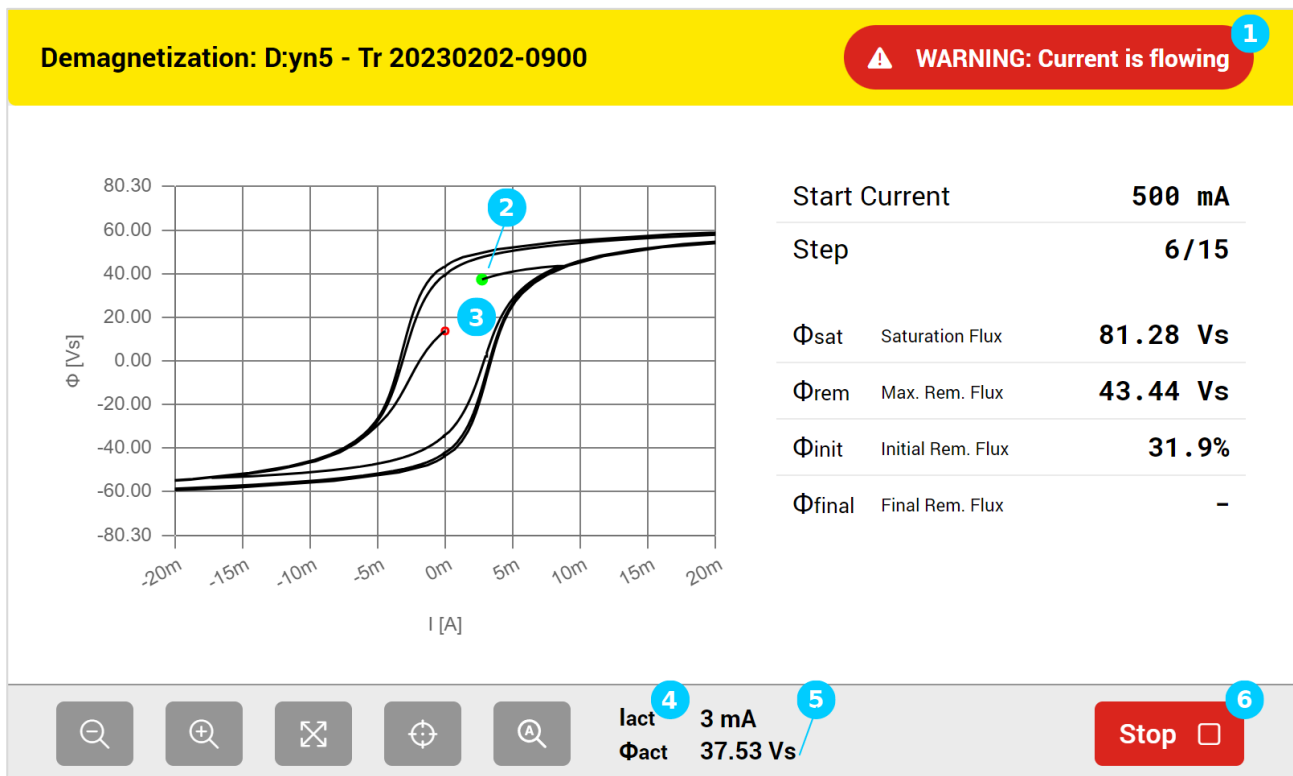 Demagnetization: D:yn5 - Tr 20230202-0900
WARNING: Current is flowing
1
80.30
60.00
40.00
20.00
0.00
-20.00
-40.00
-60.00
-80.30
Φ [Vs]
-20m -15m -10m -5m 0m 5m 10m 15m 20m
I [A]
2
3
Start Current 500 mA
Step 6/15
Φsat Saturation Flux 81.28 Vs
Φrem Max. Rem. Flux 43.44 Vs
Φinit Initial Rem. Flux 31.9%
Φfinal Final Rem. Flux –
A
4
5
Iact 3 mA
Φact 37.53 Vs
6
Stop